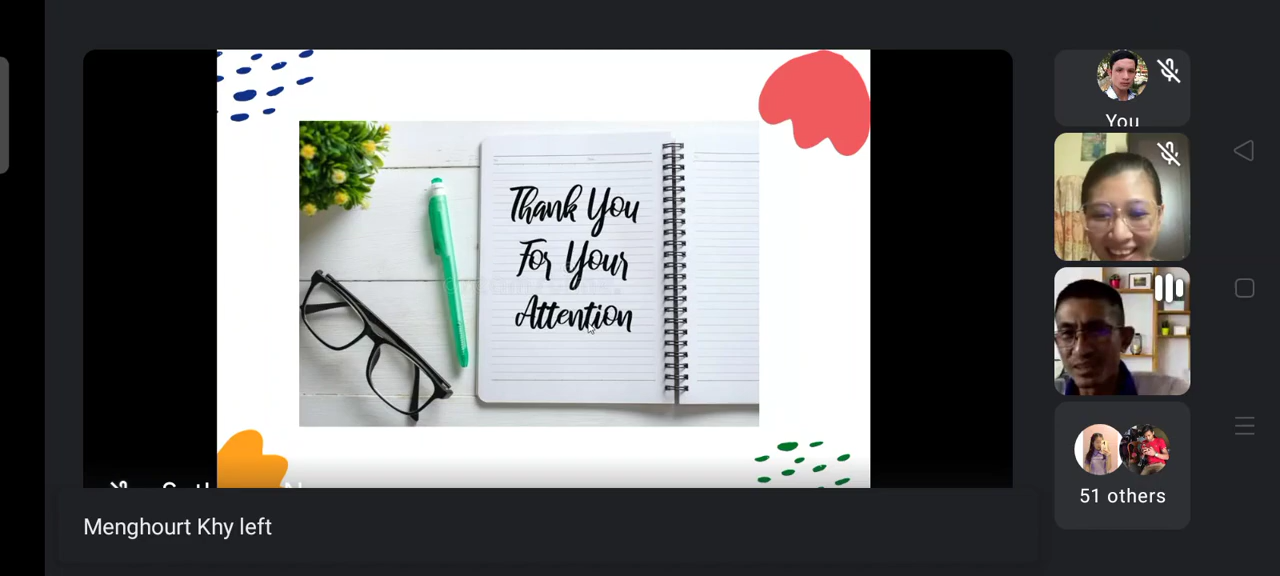 Thank You
For Your
Attention
You
51 others
Menghourt Khy left